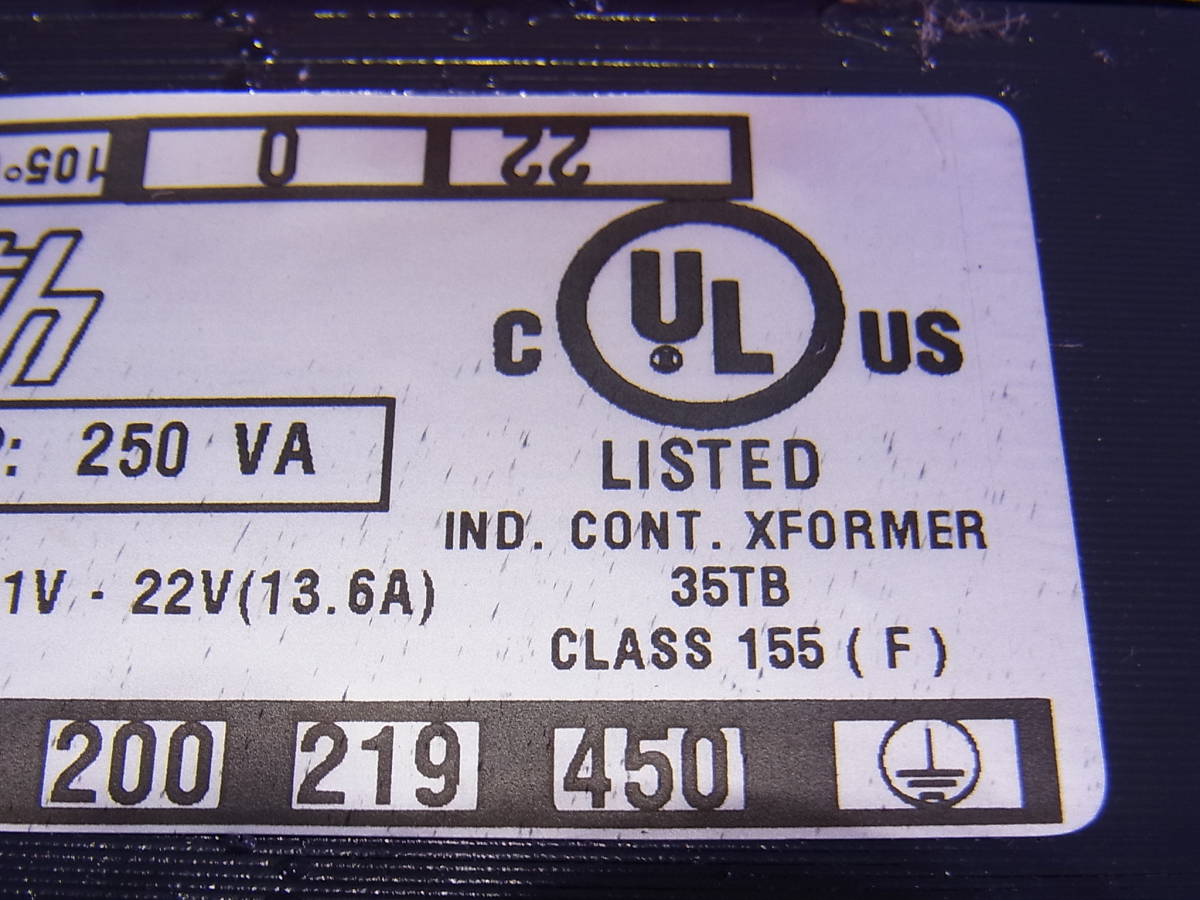 105° 0 22
C UL US
: 250 VA
LISTED
IND. CONT. XFORMER
1V - 22V(13.6A)
35TB
CLASS 155 ( F )
200 219 450